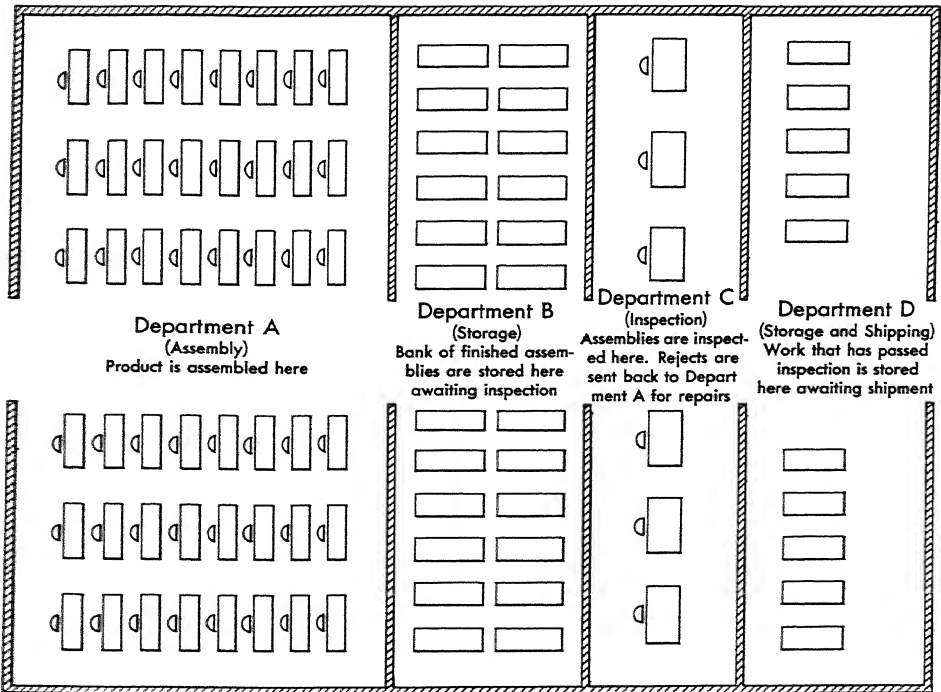 Department A
(Assembly)
Product is assembled here
Department B
(Storage)
Bank of finished assem-
blies are stored here
awaiting inspection
Department C
(Inspection)
Assemblies are inspect-
ed here. Rejects are
sent back to Depart
ment A for repairs
Department D
(Storage and Shipping)
Work that has passed
inspection is stored
here awaiting shipment